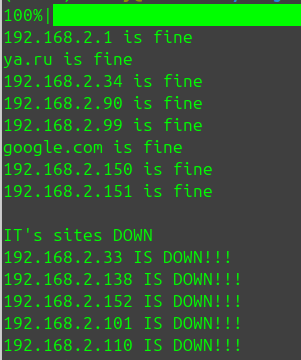 100%|
192.168.2.1 is fine
ya.ru is fine
192.168.2.34 is fine
192.168.2.90 is fine
192.168.2.99 is fine
google.com is fine
192.168.2.150 is fine
192.168.2.151 is fine
IT's sites DOWN
192.168.2.33 IS DOWN!!!
192.168.2.138 IS DOWN!!!
192.168.2.152 IS DOWN!!!
192.168.2.101 IS DOWN!!!
192.168.2.110 IS DOWN!!!